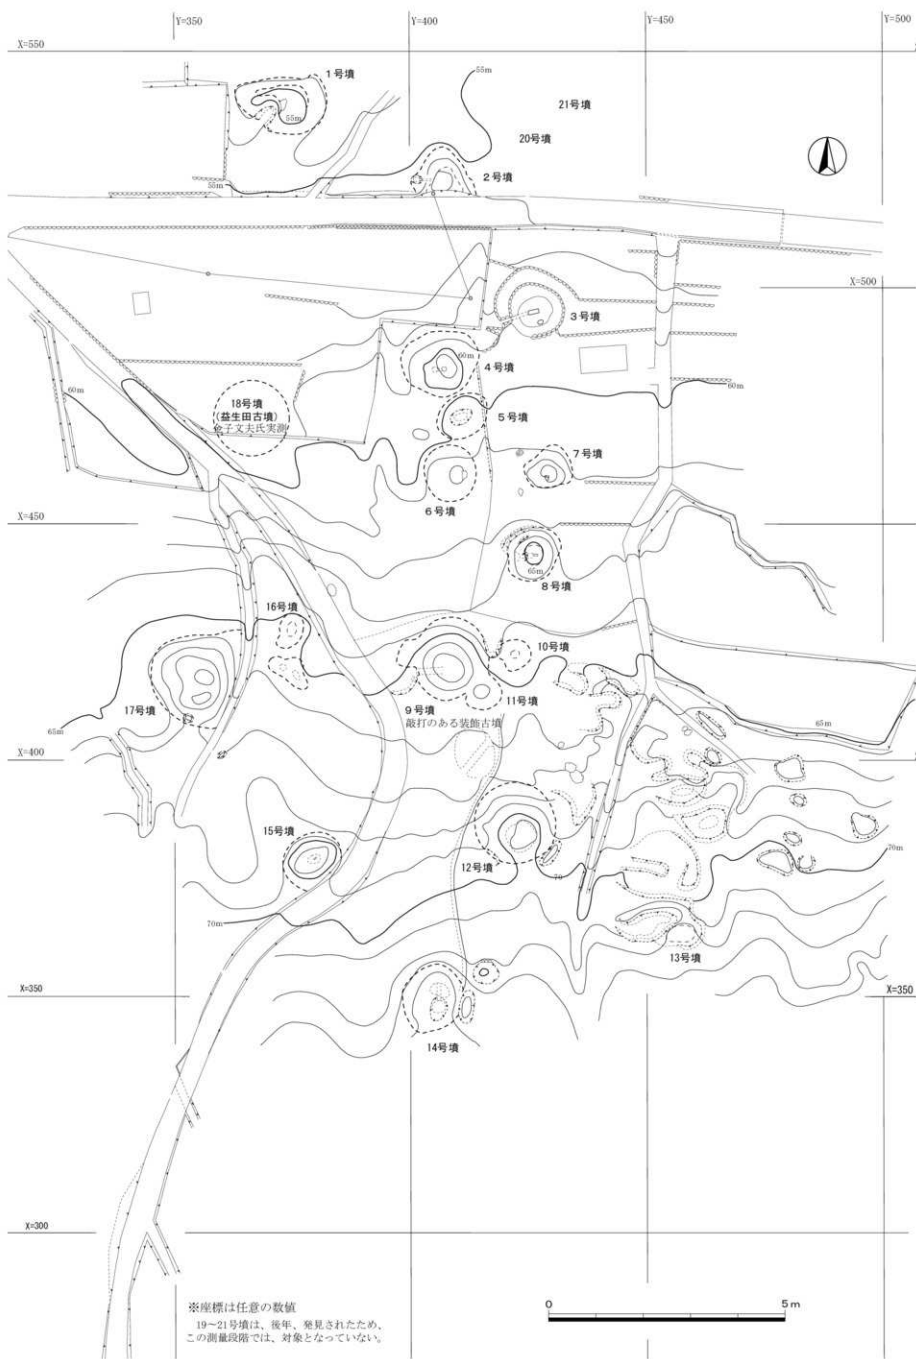 Y=350
Y=400
Y=450
Y=500
X=550
1号墳
55m
55m
21号墳
20号墳
2号墳
55m
X=500
3号墳
60m
4号墳
60m
60m
18号墳
(益生田古墳)
金子文夫氏実測
5号墳
7号墳
6号墳
X=450
65m
8号墳
16号墳
10号墳
17号墳
11号墳
9号墳
敲打のある装飾古墳
65m
65m
X=400
15号墳
12号墳
70
70m
70m
13号墳
X=350
X=350
14号墳
X=300
※座標は任意の数値
19~21号墳は、後年、発見されたため、
この測量段階では、対象となっていない。
0
5m